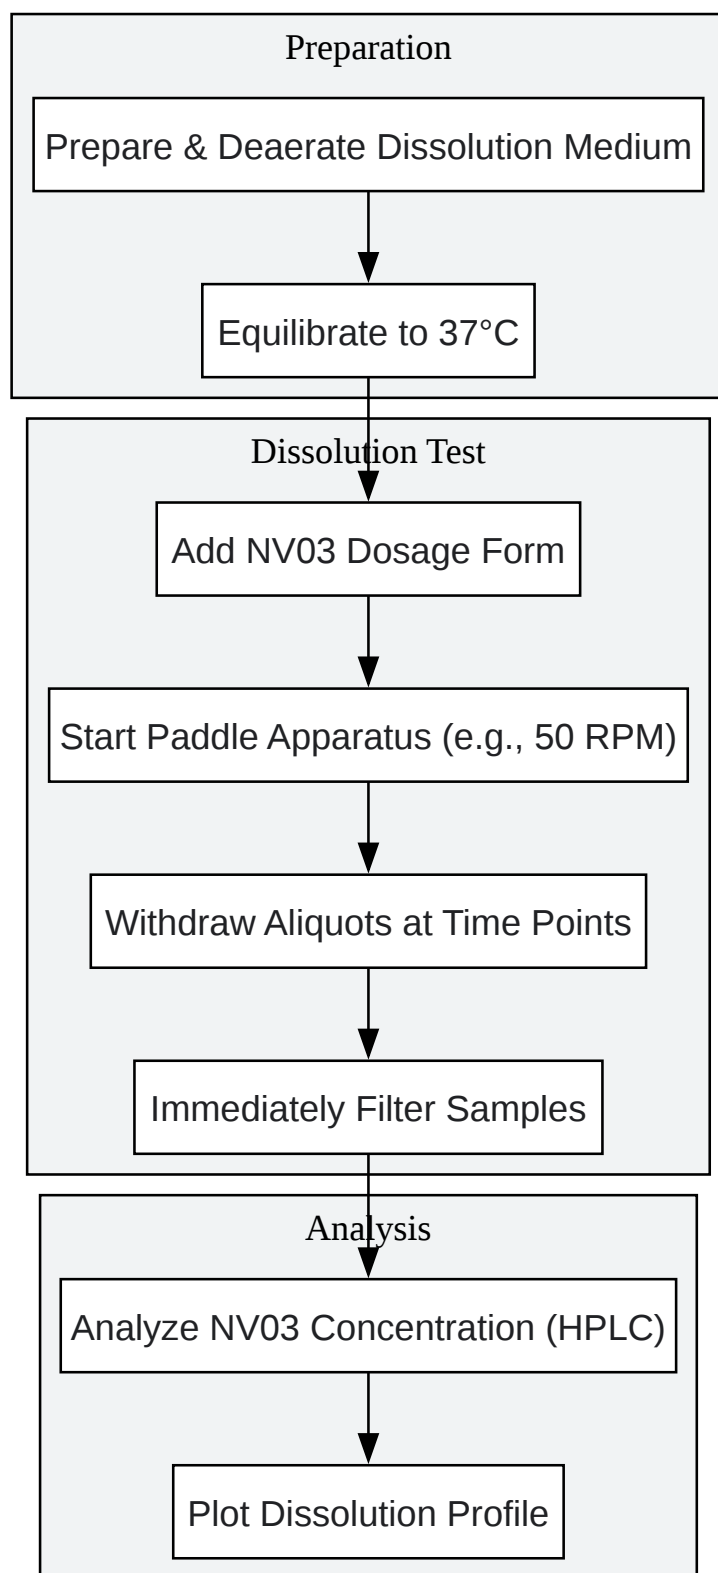 Preparation
Prepare & Deaerate Dissolution Medium
Equilibrate to 37°C
Dissolution Test
Add NV03 Dosage Form
Start Paddle Apparatus (e.g., 50 RPM)
Withdraw Aliquots at Time Points
Immediately Filter Samples
Analysis
Analyze NV03 Concentration (HPLC)
Plot Dissolution Profile